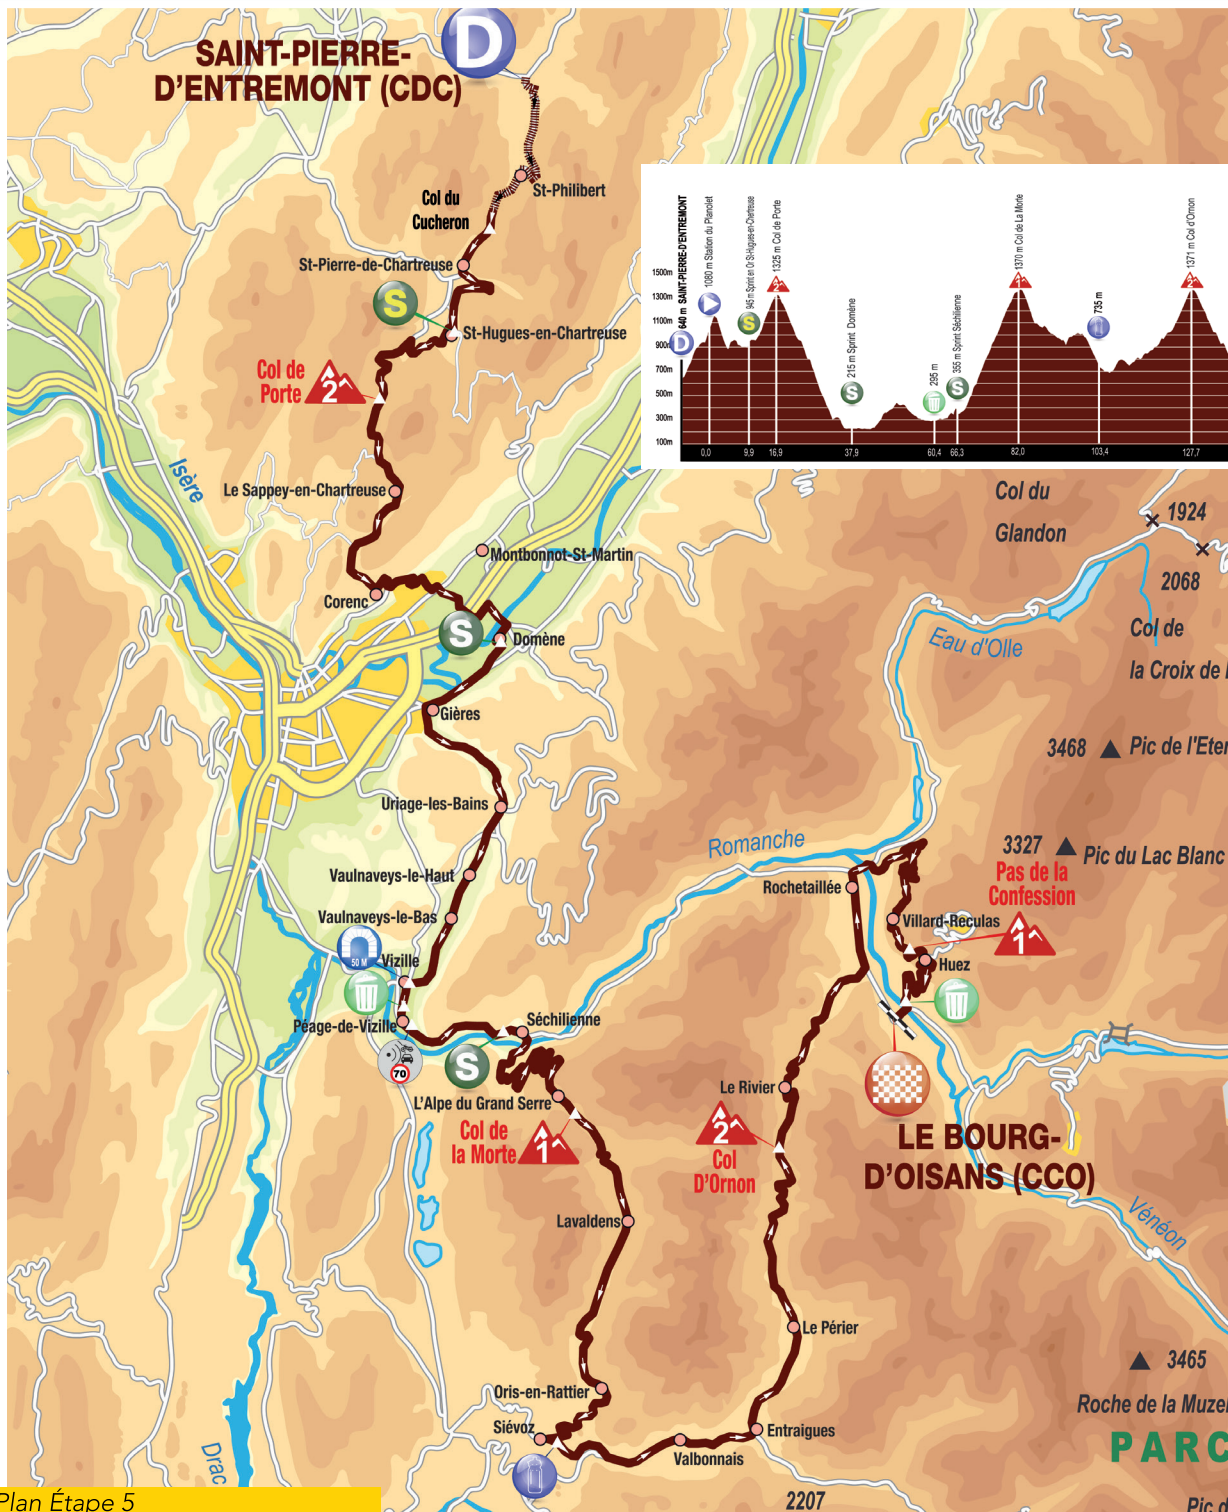 D
SAINT-PIERRE-
D'ENTREMONT (CDC)
St-Philibert
Col du
Cucheron
St-Pierre-de-Chartreuse
S
St-Hugues-en-Chartreuse
Col de
Porte
2
Isère
Le Sappey-en-Chartreuse
Montbonnot-St-Martin
Corenc
S
Domène
Gières
Uriage-les-Bains
Vaulnaveys-le-Haut
Vaulnaveys-le-Bas
50 M
Vizille
Péage-de-Vizille
70
Séchilienne
S
L'Alpe du Grand Serre
Col de
la Morte
1
Lavaldens
Oris-en-Rattier
Siévoz
Valbonnais
Entraigues
Le Périer
2
Col
D'Ornon
Le Rivier
Rochetaillée
Villard-Reculas
Pas de la
Confession
1
Huez
LE BOURG-
D'OISANS (CCO)
Romanche
Eau d'Olle
Vénéon
Drac
Col du
Glandon
1924
2068
Col de
la Croix de
3468
Pic de l'Eter
3327
Pic du Lac Blanc
3465
Roche de la Muze
PARC
2207
Pic d
640 m SAINT-PIERRE-D'ENTREMONT
1080 m Station du Planolet
945 m Sprint en Or St-Hugues-en-Chertreuse
1325 m Col de Porte
215 m Sprint Domène
295 m
355 m Sprint Séchilienne
1370 m Col de La Morte
735 m
1371 m Col d'Ornon
1500m
1300m
1100m
900m
700m
500m
300m
100m
D
S
2
S
S
1
2
0,0
9,9
16,9
37,9
60,4
66,3
82,0
103,4
127,7
Plan Étape 5